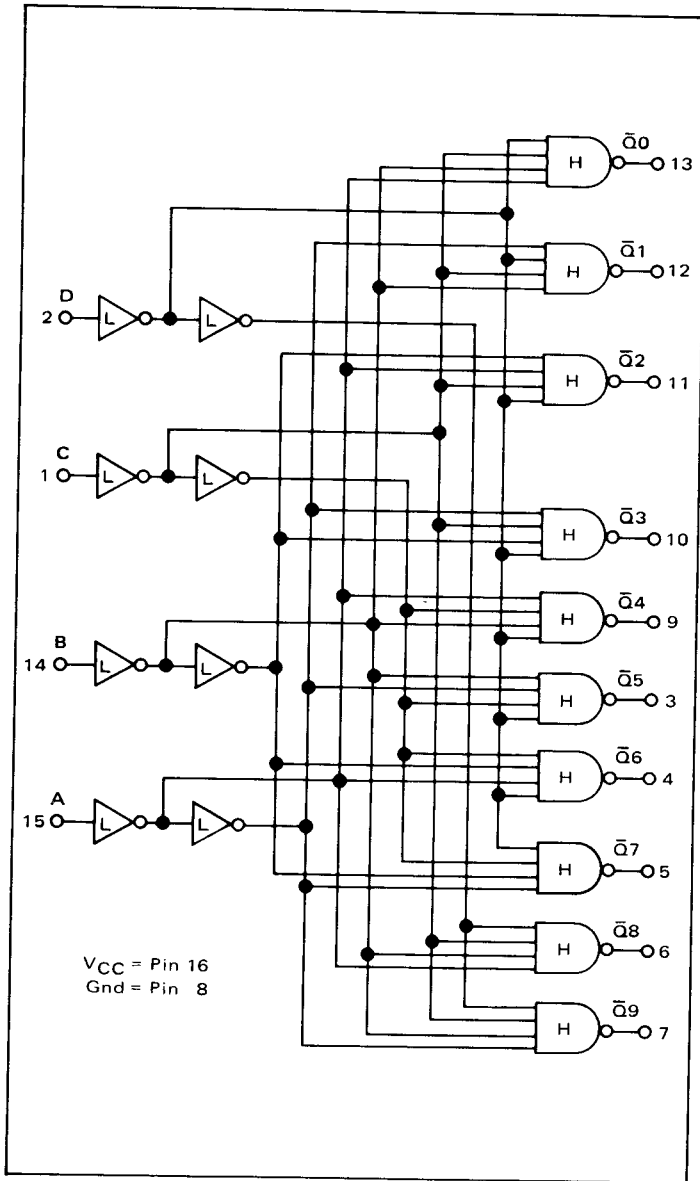 Q̄0
H
13
Q̄1
H
12
D
2
L
L
Q̄2
H
11
C
1
L
L
Q̄3
H
10
Q̄4
H
9
B
14
L
L
Q̄5
H
3
Q̄6
H
4
A
15
L
L
Q̄7
H
5
Q̄8
H
6
VCC = Pin 16
Gnd = Pin 8
Q̄9
H
7